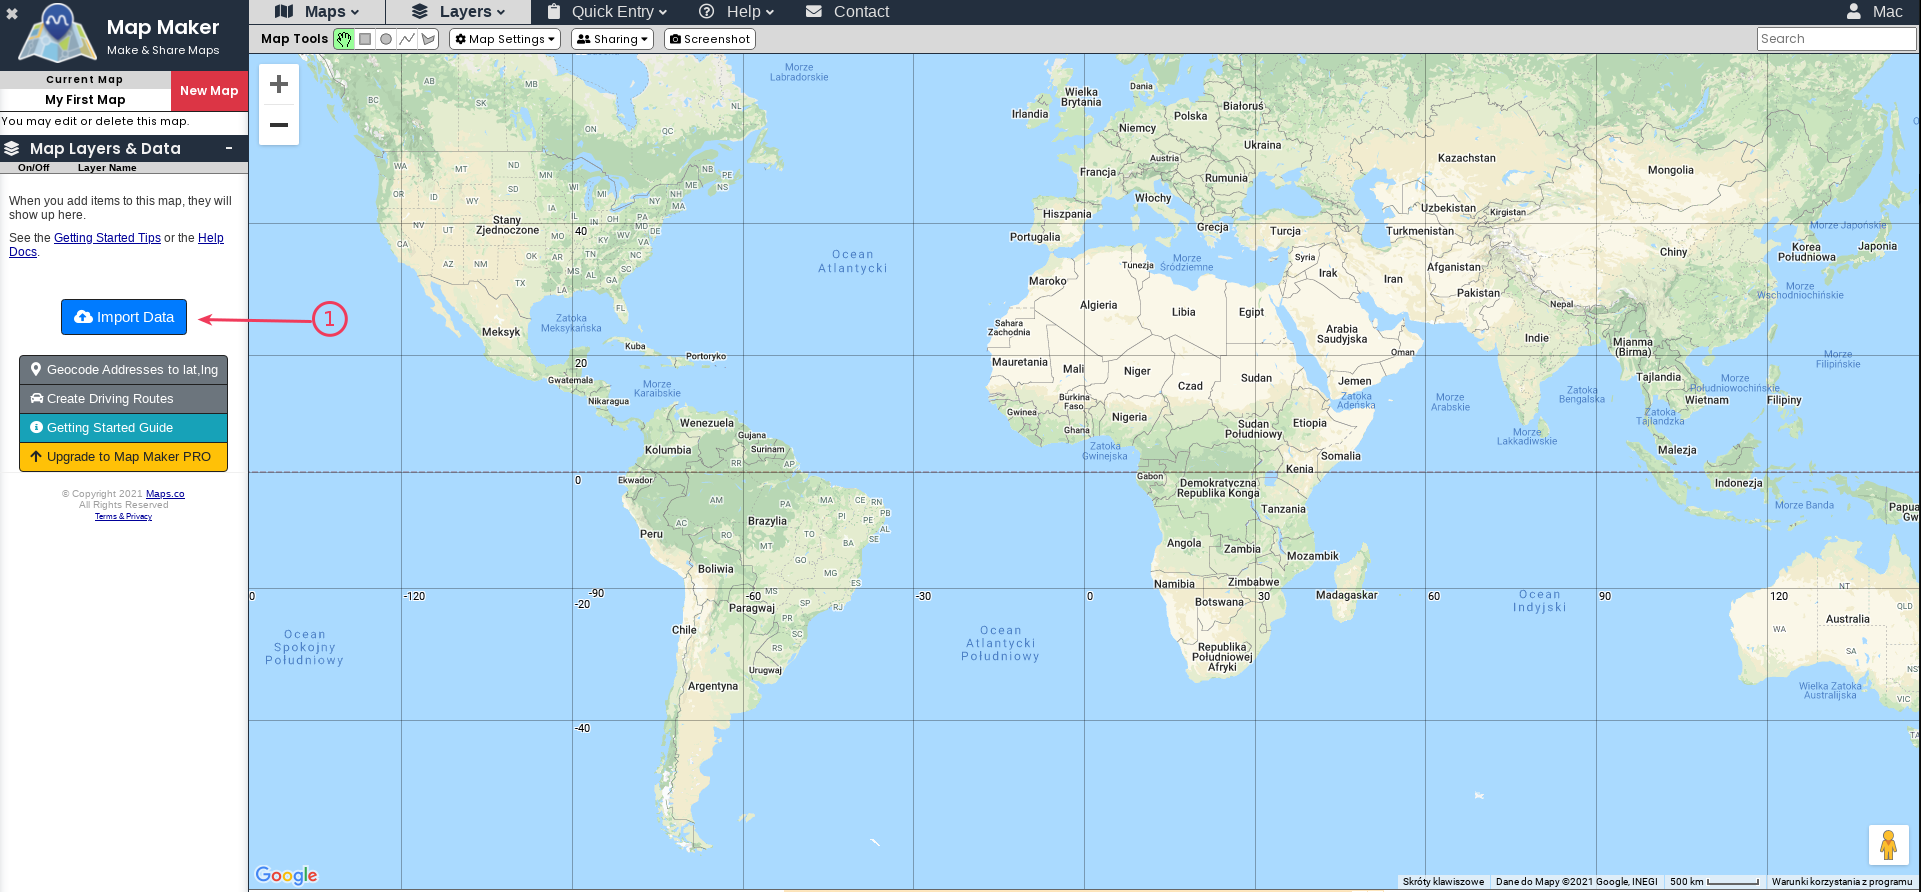 Map Maker
Make & Share Maps
Maps
Layers
Quick Entry
Help
Contact
Mac
Map Tools
Map Settings
Sharing
Screenshot
Search
Current Map
My First Map
New Map
You may edit or delete this map.
Map Layers & Data
-
On/Off Layer Name
When you add items to this map, they will
show up here.
See the Getting Started Tips or the Help
Docs.
Import Data
1
Geocode Addresses to lat,lng
Create Driving Routes
Getting Started Guide
Upgrade to Map Maker PRO
© Copyright 2021 Maps.co
All Rights Reserved
Terms & Privacy
Morze
Labradorskie
AB
BC
SK
MB
NL
ON
QC
NB
PE
NS
WA
MT
ND
MN
OR
ID
SD
WI
MI
VT
NH
ME
NY
MA
WY
IA
IL
IN
OH
PA
NJ
MD
DE
NV
UT
CO
KS
MO
KY
WV
VA
CA
AZ
NM
OK
AR
TN
NC
TX
LA
MS
AL
GA
SC
FL
Stany
Zjednoczone
40
Ocean
Atlantycki
Zatoka
Meksykańska
Meksyk
Kuba
Portoryko
20
Gwatemala
Morze
Karaibskie
Nikaragua
Wenezuela
Gujana
Surinam
Kolumbia
RR
AP
0
Ekwador
AM
PA
MA
CE
RN
PB
PI
PE
AL
SE
AC
RO
TO
BA
Brazylia
Peru
MT
GO
MG
ES
Boliwia
MS
SP
RJ
PR
SC
RS
Paragwaj
Chile
Urugwaj
Argentyna
0
-120
-90
-60
-30
0
30
60
90
120
-20
-40
Ocean
Spokojny
Południowy
Ocean
Atlantycki
Południowy
Ocean
Indyjski
Irlandia
Wielka
Brytania
Dania
Białoruś
Polska
Niemcy
Ukraina
Austria
Francja
Rumunia
Włochy
Hiszpania
Portugalia
Grecja
Turcja
Kazachstan
Mongolia
Uzbekistan
Kirgistan
Turkmenistan
Chiny
Morze Japońskie
Korea
Południowa
Japonia
Tunezja
Morze
Śródziemne
Syria
Irak
Iran
Afganistan
Pakistan
Nepal
Morze
Wschodniochińskie
Maroko
Algieria
Libia
Egipt
Sahara
Zachodnia
Arabia
Saudyjska
Oman
Indie
Mjanma
(Birma)
Morze
Filipińskie
Mauretania
Mali
Niger
Czad
Sudan
Jemen
Zatoka
Adeńska
Morze
Arabskie
Zatoka
Bengalska
Tajlandia
Morze
Południowochińskie
Wietnam
Filipiny
Zatoka
Tajlandzka
Burkina
Faso
Gwinea
Ghana
Nigeria
Zatoka
Gwinejska
Sudan
Południowy
Etiopia
Morze
Lakkadiwskie
Malezja
Somalia
Kenia
Gabon
Demokratyczna
Republika Konga
Indonezja
Tanzania
Morze Banda
Papua
Angola
Zambia
Mozambik
Namibia
Zimbabwe
Botswana
Madagaskar
Republika
Południowej
Afryki
NT
QLD
WA
Australia
SA
NS
VIC
Wielka Zatoka
Australijska
TA
Google
Skróty klawiszowe
Dane do Mapy ©2021 Google, INEGI
500 km
Warunki korzystania z programu